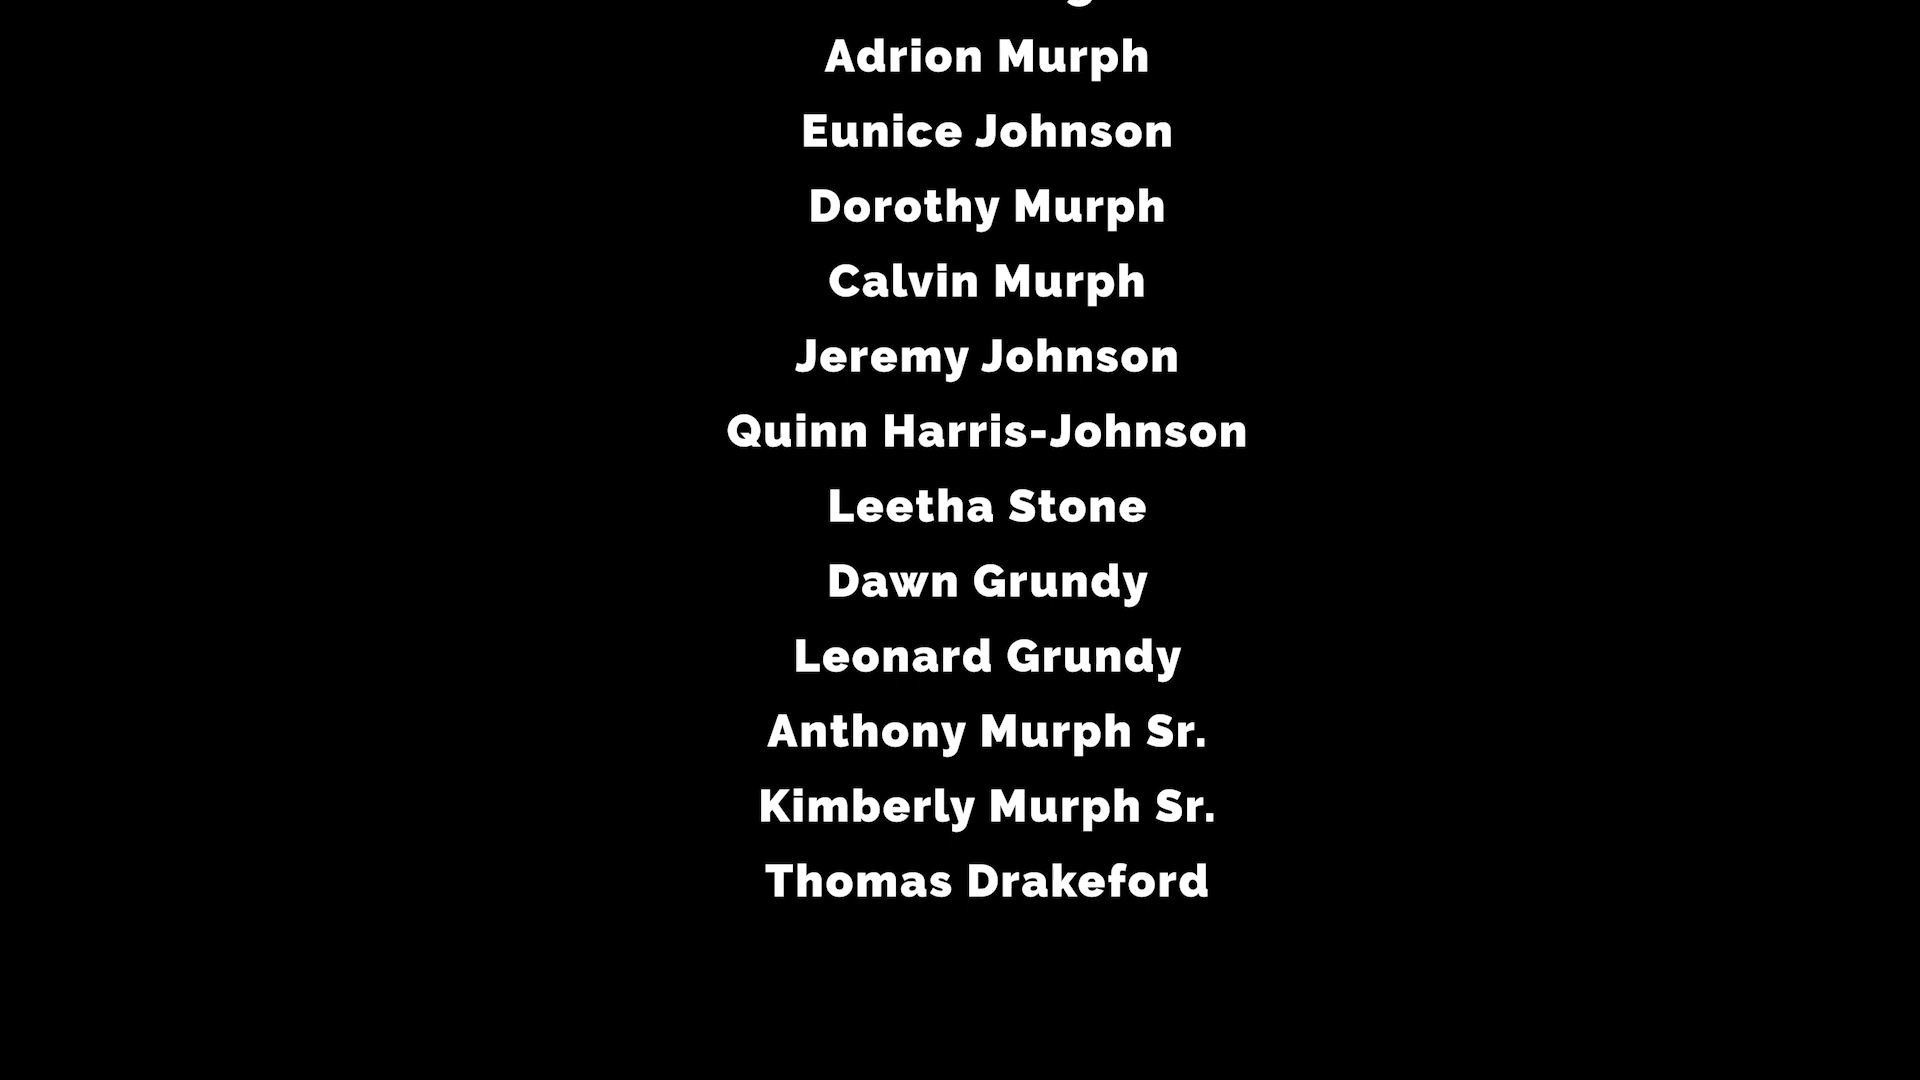 Adrion Murph
Eunice Johnson
Dorothy Murph
Calvin Murph
Jeremy Johnson
Quinn Harris-Johnson
Leetha Stone
Dawn Grundy
Leonard Grundy
Anthony Murph Sr.
Kimberly Murph Sr.
Thomas Drakeford